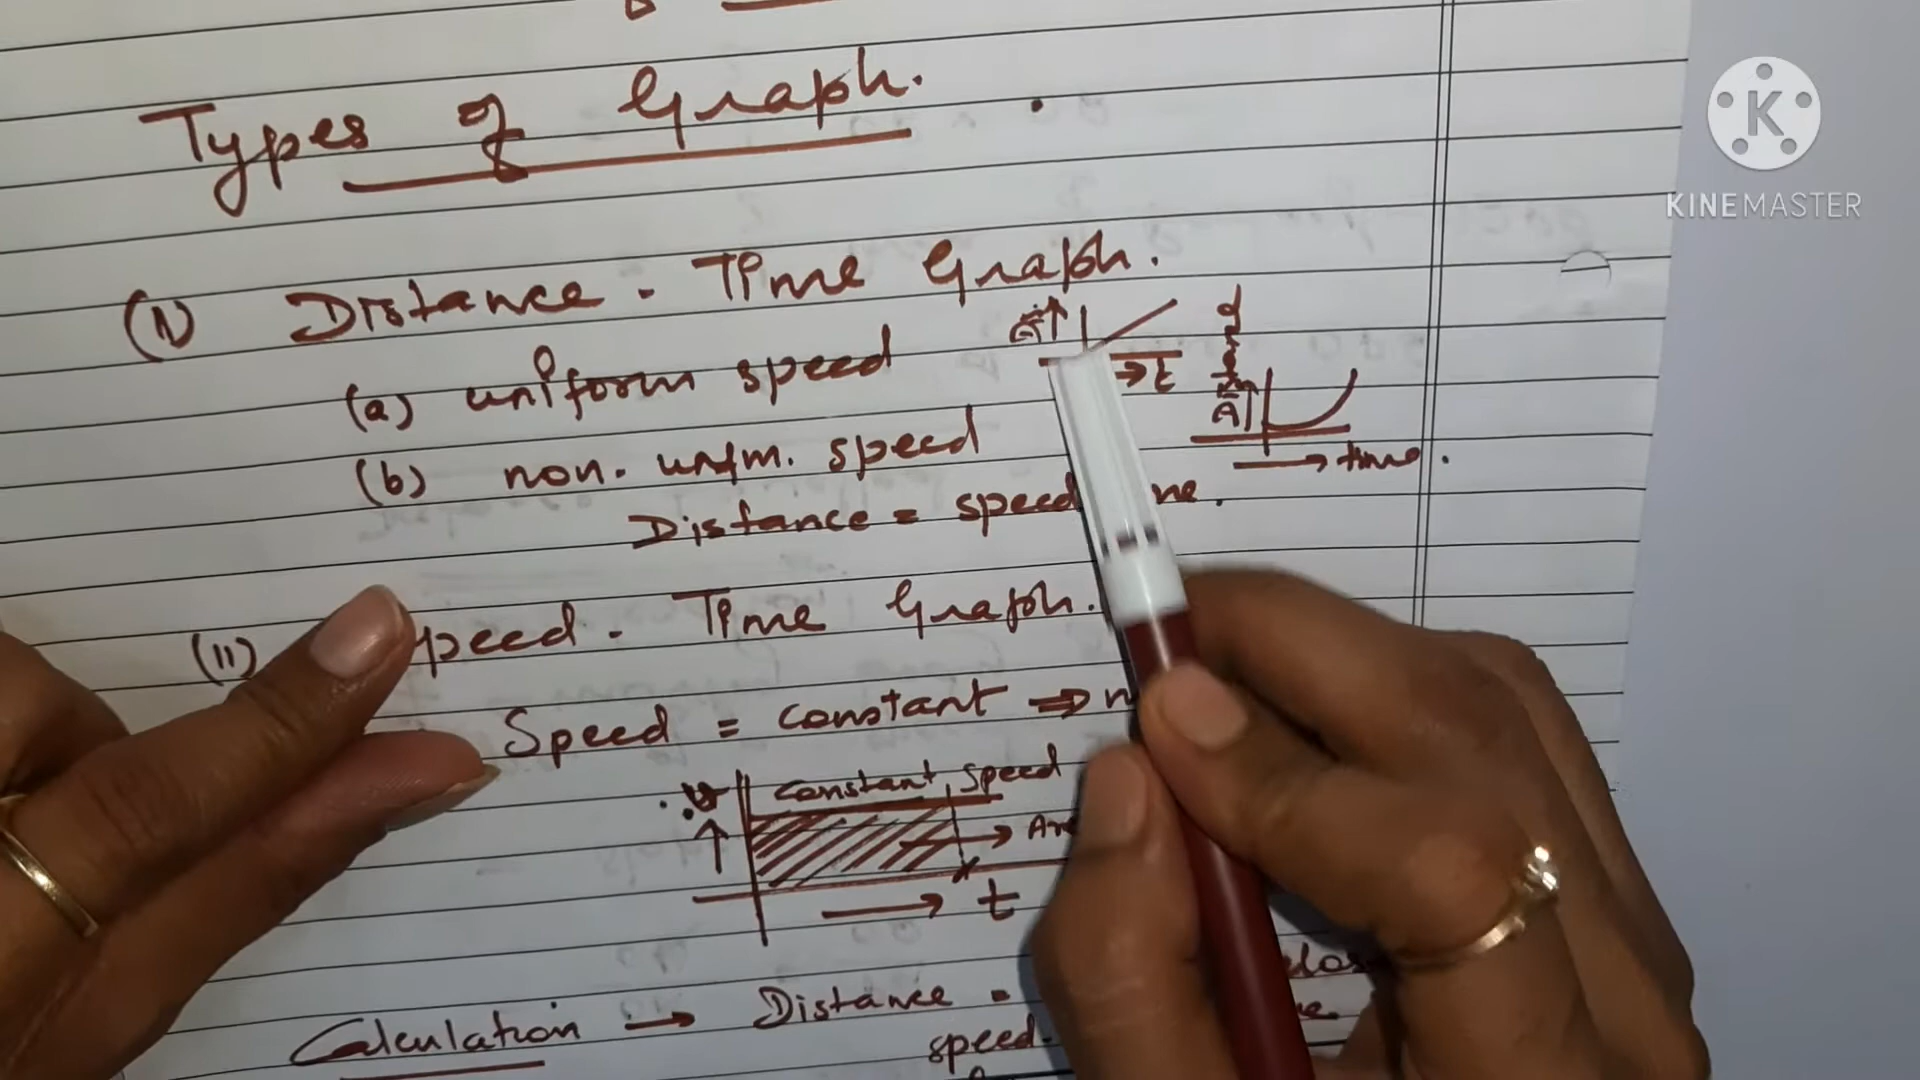 Types of Graph.
(I) Distance - Time Graph.
(a) uniform speed
→ t
(b) non. unfm. speed
→ time.
Distance = speed
(II) Speed - Time Graph.
Speed = constant ⇒
v Constant speed
→
→ t
Calculation → Distance =
speed
K
KINEMASTER